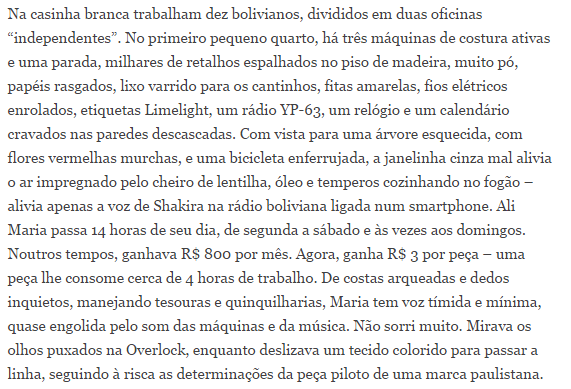 Na casinha branca trabalham dez bolivianos, divididos em duas oficinas
“independentes”. No primeiro pequeno quarto, há três máquinas de costura ativas
e uma parada, milhares de retalhos espalhados no piso de madeira, muito pó,
papéis rasgados, lixo varrido para os cantinhos, fitas amarelas, fios elétricos
enrolados, etiquetas Limelight, um rádio YP-63, um relógio e um calendário
cravados nas paredes descascadas. Com vista para uma árvore esquecida, com
flores vermelhas murchas, e uma bicicleta enferrujada, a janelinha cinza mal alivia
o ar impregnado pelo cheiro de lentilha, óleo e temperos cozinhando no fogão –
alivia apenas a voz de Shakira na rádio boliviana ligada num smartphone. Ali
Maria passa 14 horas de seu dia, de segunda a sábado e às vezes aos domingos.
Noutros tempos, ganhava R$ 800 por mês. Agora, ganha R$ 3 por peça – uma
peça lhe consome cerca de 4 horas de trabalho. De costas arqueadas e dedos
inquietos, manejando tesouras e quinquilharias, Maria tem voz tímida e mínima,
quase engolida pelo som das máquinas e da música. Não sorri muito. Mirava os
olhos puxados na Overlock, enquanto deslizava um tecido colorido para passar a
linha, seguindo à risca as determinações da peça piloto de uma marca paulistana.